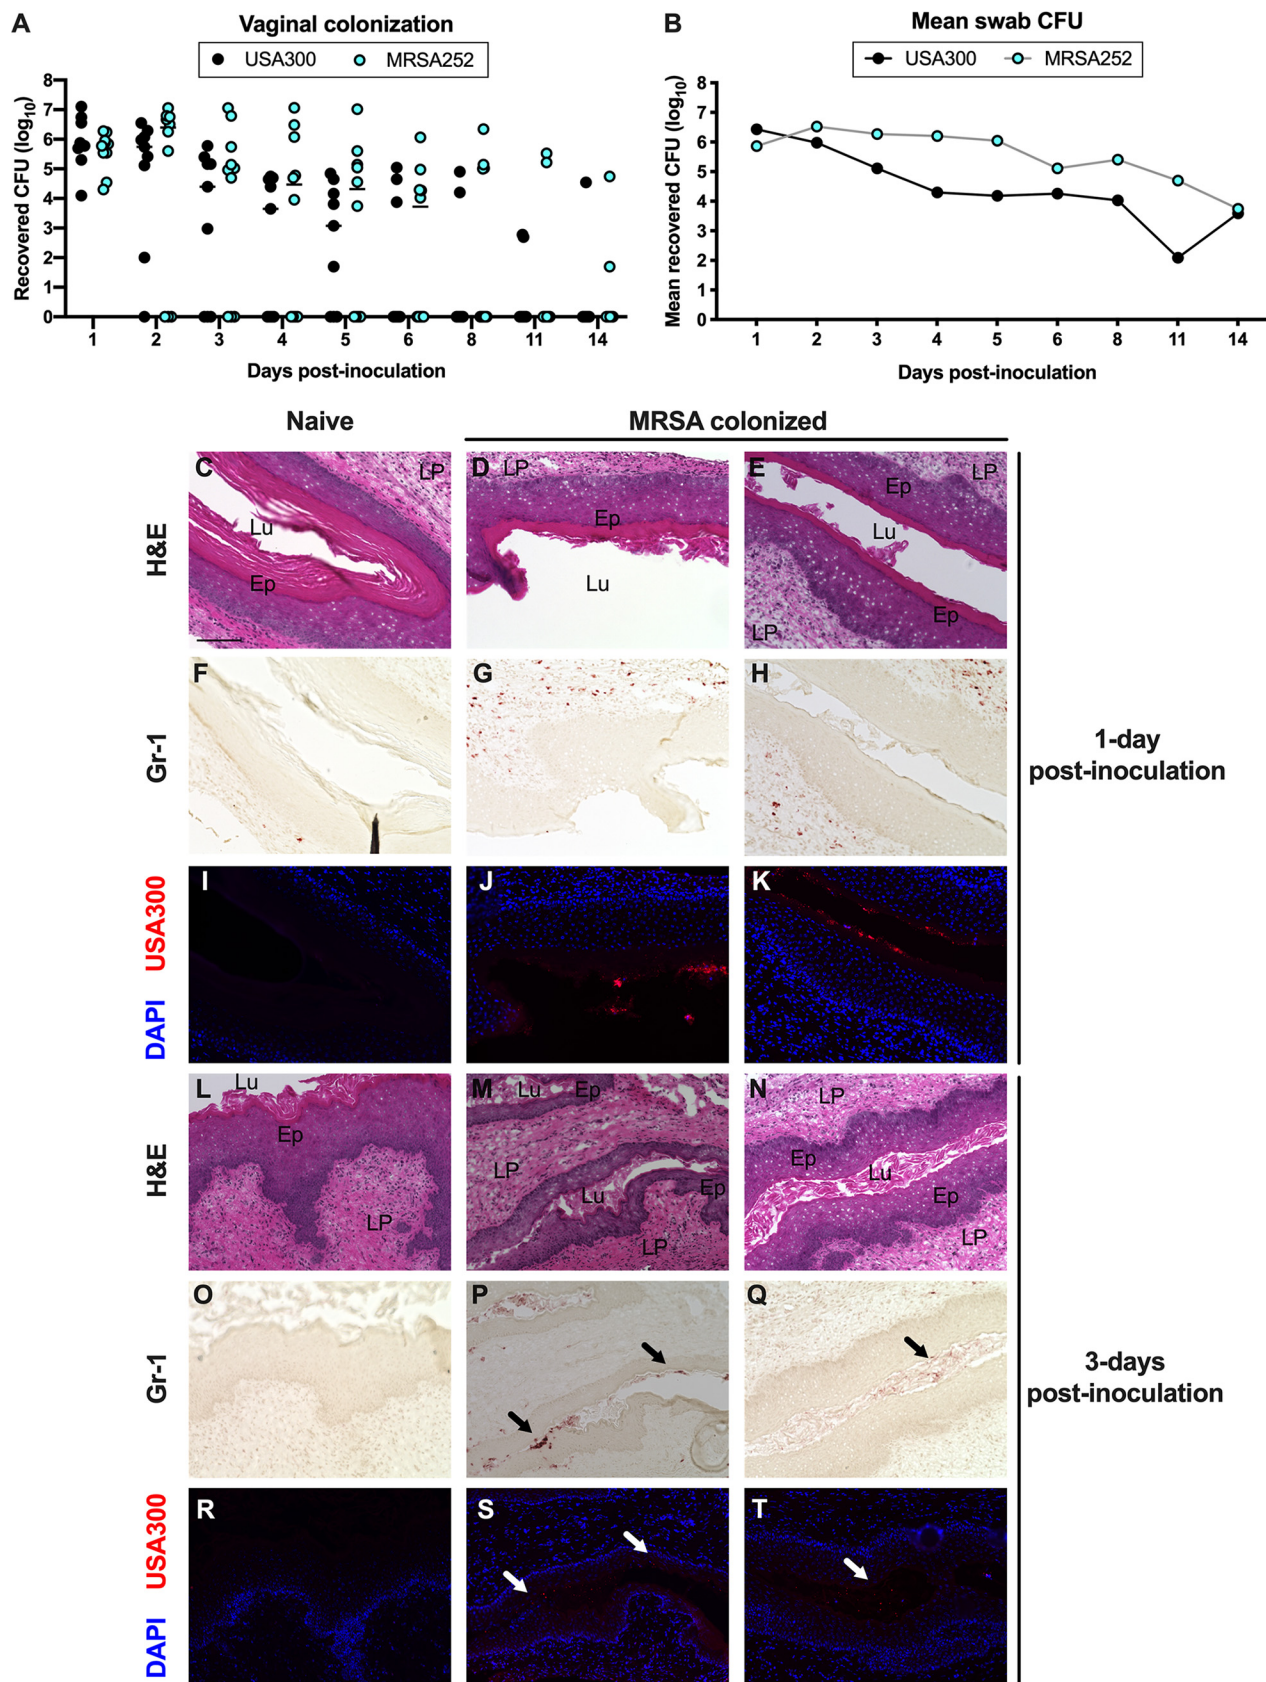 A
Vaginal colonization
USA300 MRSA252
Recovered CFU (log10)
8
7
6
5
4
3
2
1
0
1 2 3 4 5 6 8 11 14
Days post-inoculation
B
Mean swab CFU
USA300 MRSA252
Mean recovered CFU (log10)
8
7
6
5
4
3
2
1
0
1 2 3 4 5 6 8 11 14
Days post-inoculation
Naive MRSA colonized
H&E
C LP Lu Ep
D LP Ep Lu
E LP Ep Lu Ep LP
Gr-1
F G H
1-day
post-inoculation
DAPI USA300
I J K
H&E
L Lu Ep LP
M Lu Ep LP Lu Ep LP
N LP Ep Lu Ep LP
Gr-1
O P Q
3-days
post-inoculation
DAPI USA300
R S T